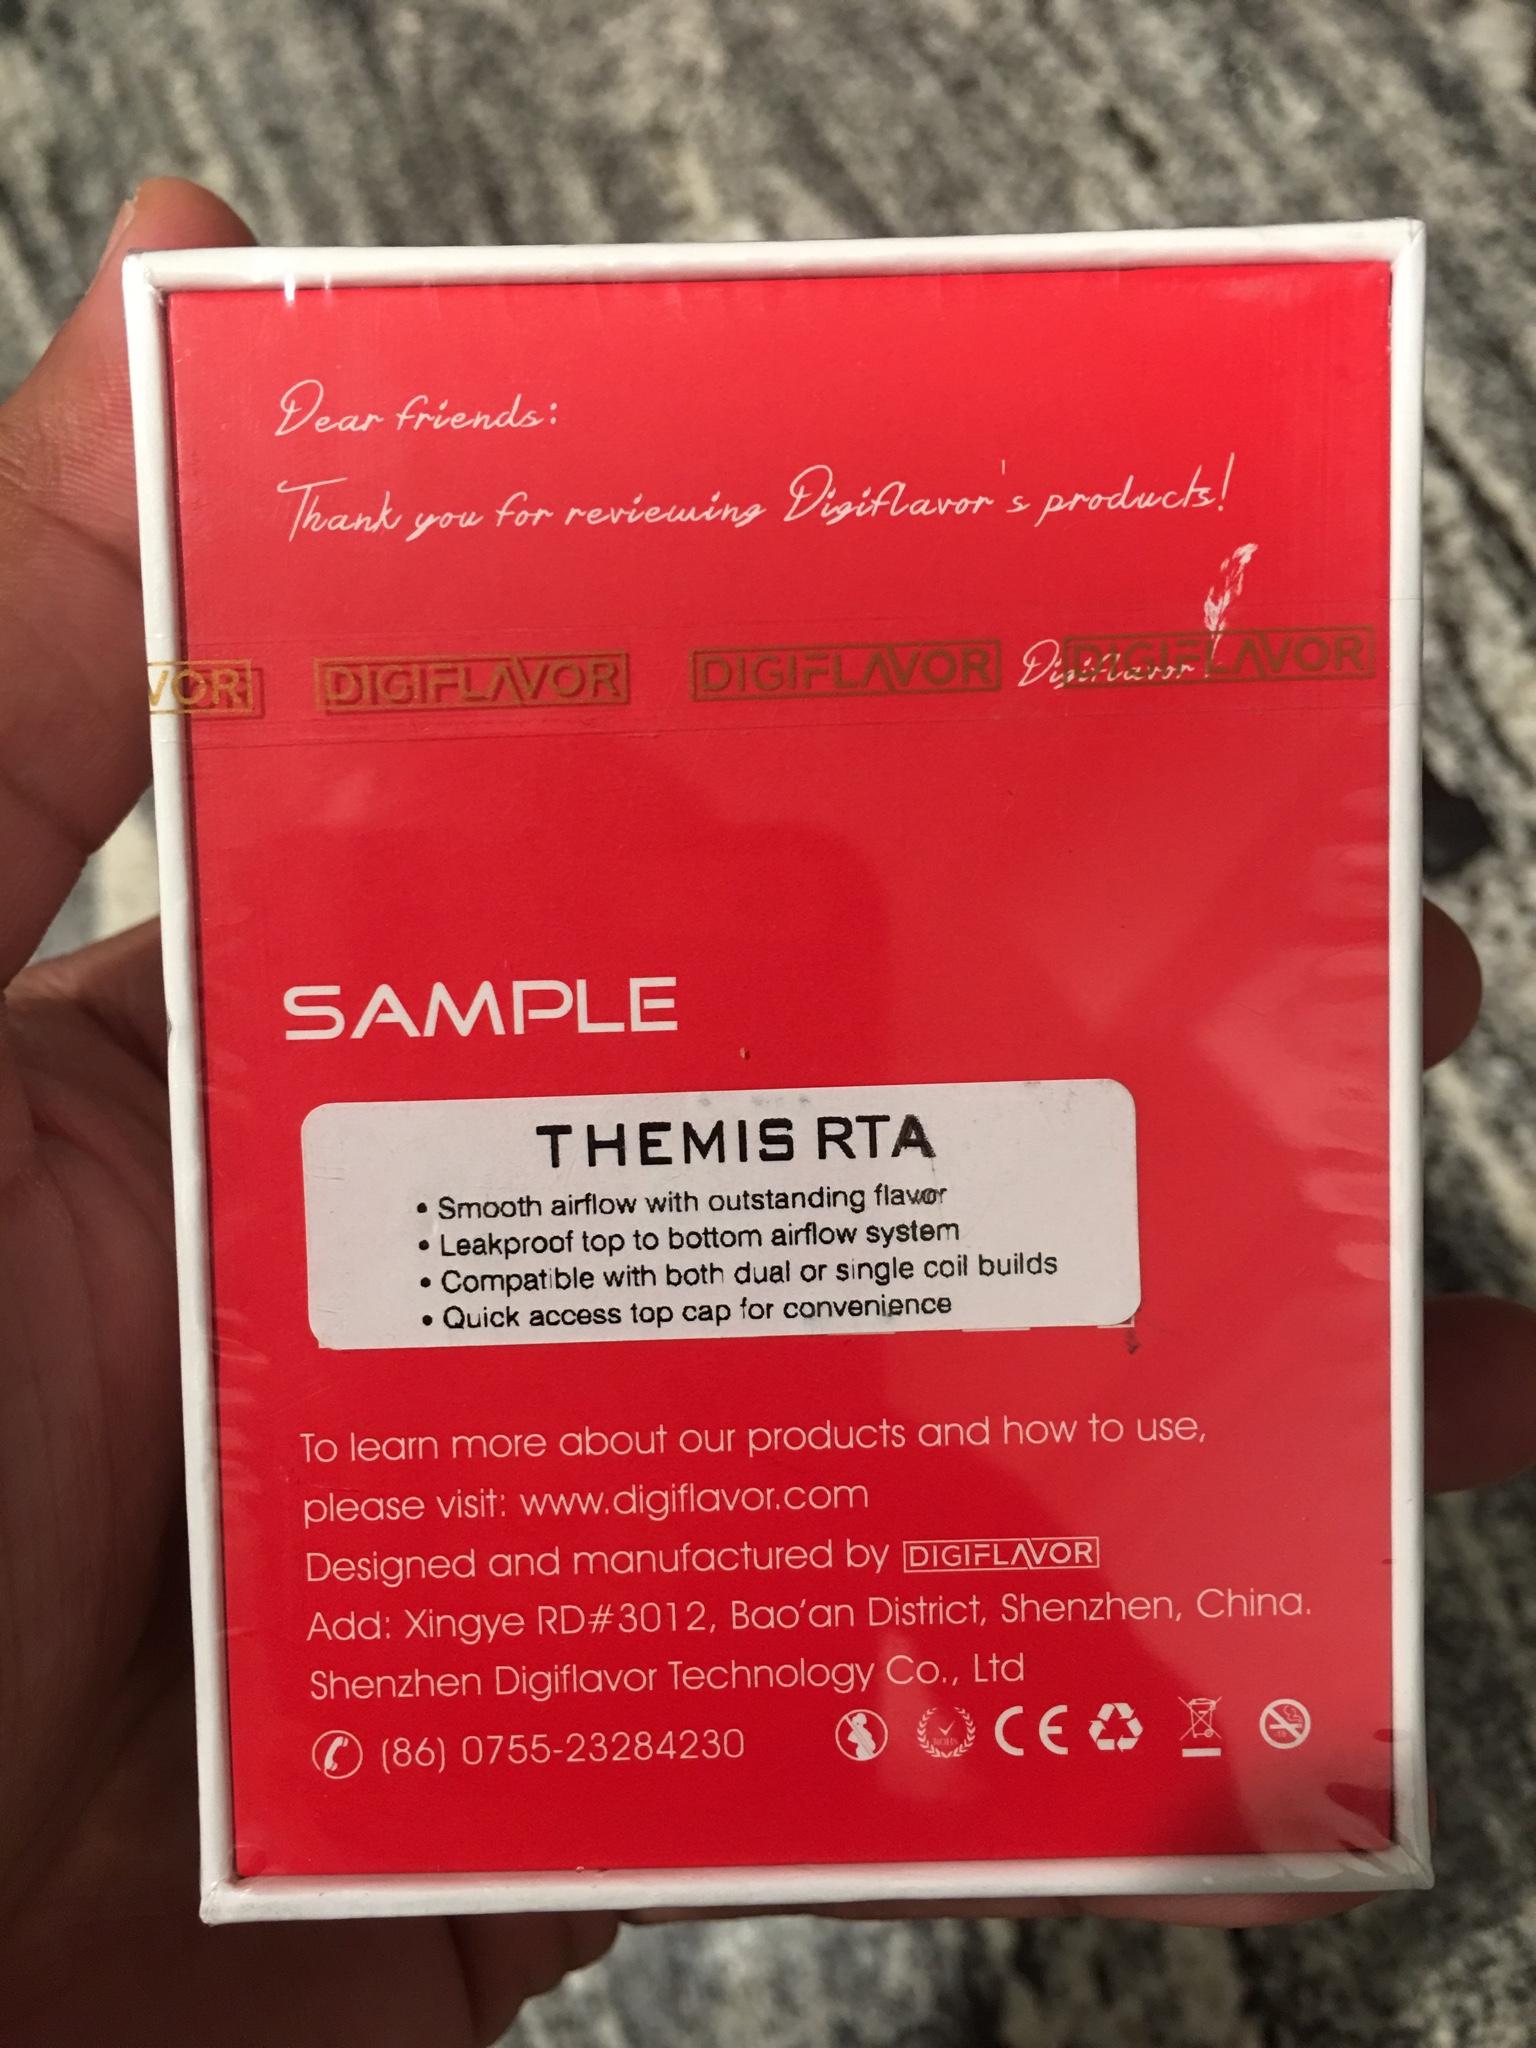 Dear friends:
Thank you for reviewing Digiflavor's products!
VOR DIGIFLAVOR DIGIFLAVOR Digiflavor DIGIFLAVOR
SAMPLE
THEMIS RTA
• Smooth airflow with outstanding flavor
• Leakproof top to bottom airflow system
• Compatible with both dual or single coil builds
• Quick access top cap for convenience
To learn more about our products and how to use,
please visit: www.digiflavor.com
Designed and manufactured by DIGIFLAVOR
Add: Xingye RD#3012, Bao'an District, Shenzhen, China.
Shenzhen Digiflavor Technology Co., Ltd
(86) 0755-23284230 ROHS CE -18